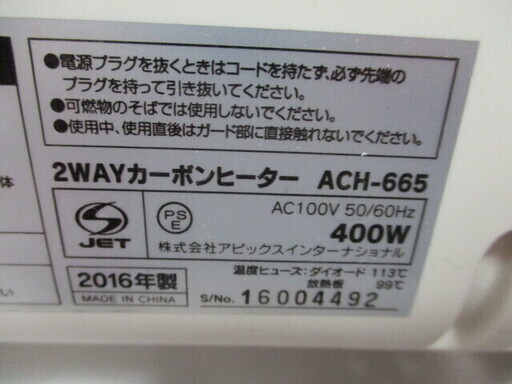 ●電源プラグを抜くときはコードを持たず、必ず先端の
プラグを持って引き抜いてください。
●可燃物のそばでは使用しないでください。
●使用中、使用直後はガード部に直接触れないでください。
体
い
2WAYカーボンヒーター ACH-665
S JET
PS E
AC100V 50/60Hz
400W
株式会社アピックスインターナショナル
2016年製
MADE IN CHINA
温度ヒューズ:ダイオード 113℃
放熱板 99℃
S/No. 16004492